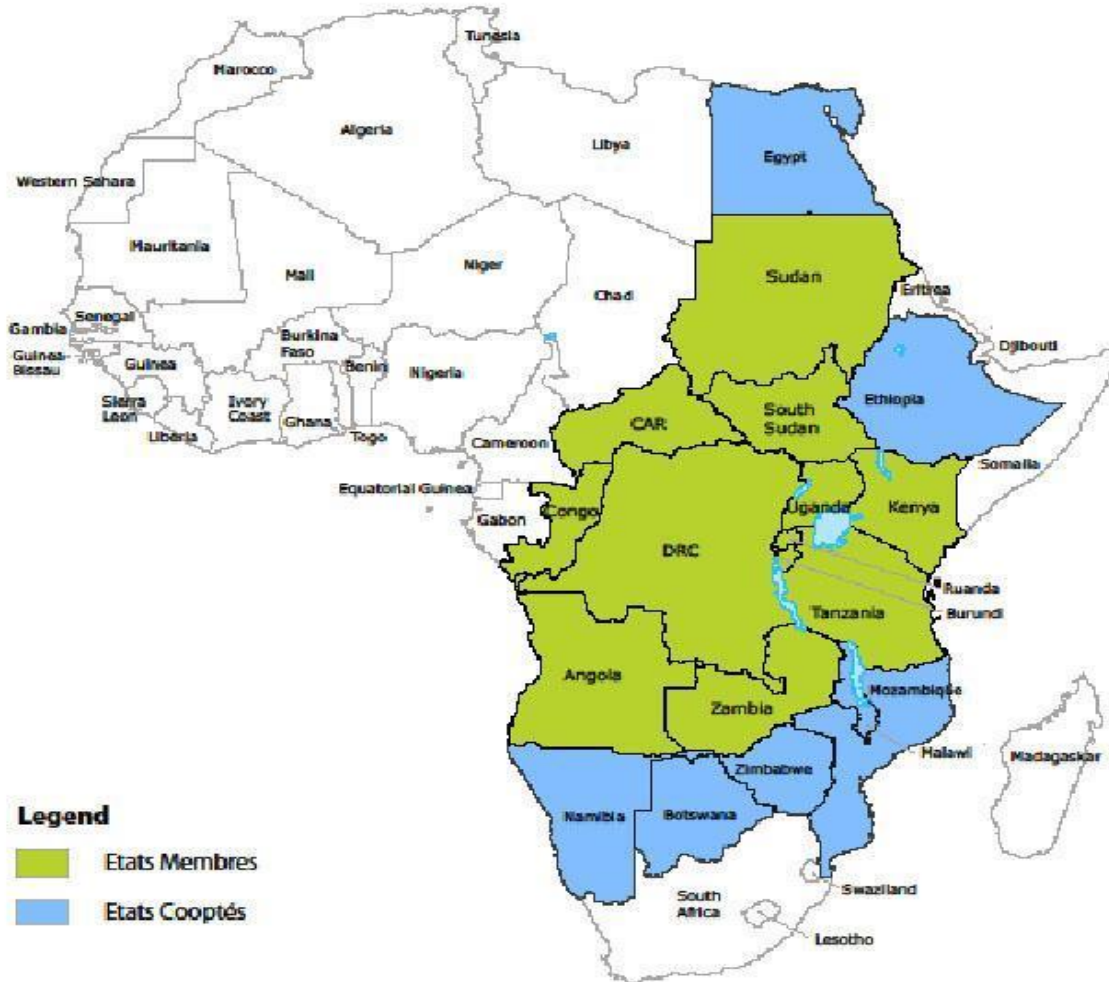 Tunesia
Marocco
Algeria
Libya
Egypt
Western Sahara
Mauritania
Mali
Niger
Chad
Sudan
Eritrea
Senegal
Gambia
Guinea-
Bissau
Guinea
Burkina
Faso
Benin
Nigeria
Djibouti
Sierra
Leon
Liberia
Ivory
Coast
Ghana
Togo
Cameroon
CAR
South
Sudan
Ethiopia
Somalia
Equatorial Guinea
Gabon
Congo
DRC
Uganda
Kenya
Ruanda
Burundi
Tanzania
Angola
Zambia
Mozambique
Malawi
Madagaskar
Zimbabwe
Namibia
Botswana
South
Africa
Swaziland
Lesotho
Legend
Etats Membres
Etats Cooptés